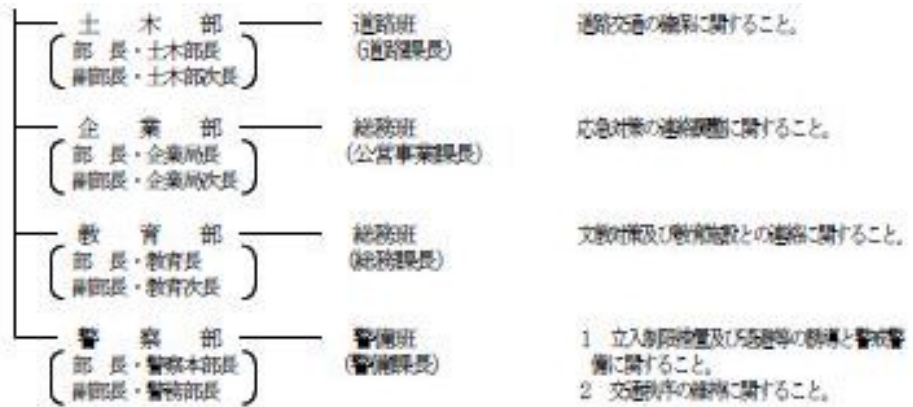 土 木 部 道路班 道路交通の確保に関すること。
部 長・土木部長 (道路課長)
副部長・土木部次長
企 業 部 総務班 応急対策の連絡調整に関すること。
部 長・企業局長 (公営事業課長)
副部長・企業局次長
教 育 部 総務班 文教対策及び教育施設との連絡に関すること。
部 長・教育長 (総務課長)
副部長・教育次長
警 察 部 警備班 1 立入制限措置及び避難等の誘導と警戒警
部 長・警察本部長 (警備課長) 備に関すること。
副部長・警務部長 2 交通秩序の維持に関すること。